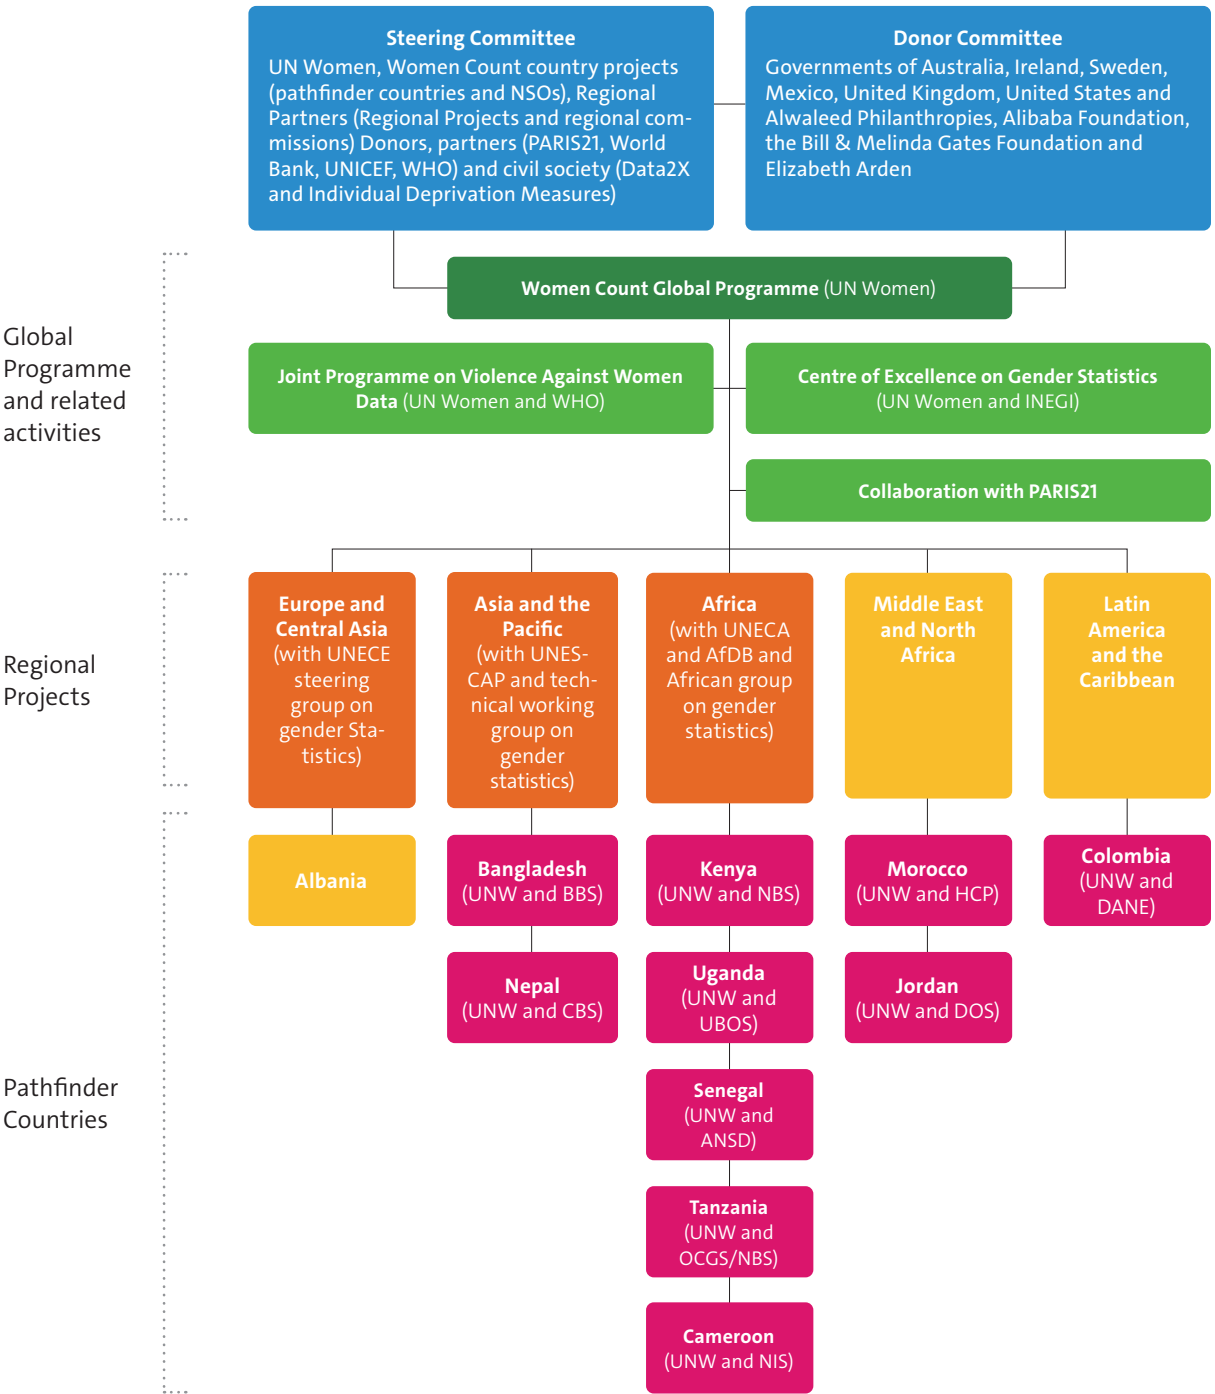 Steering Committee
UN Women, Women Count country projects
(pathfinder countries and NSOs), Regional
Partners (Regional Projects and regional com-
missions) Donors, partners (PARIS21, World
Bank, UNICEF, WHO) and civil society (Data2X
and Individual Deprivation Measures)
Donor Committee
Governments of Australia, Ireland, Sweden,
Mexico, United Kingdom, United States and
Alwaleed Philanthropies, Alibaba Foundation,
the Bill & Melinda Gates Foundation and
Elizabeth Arden
Global
Programme
and related
activities
Women Count Global Programme (UN Women)
Joint Programme on Violence Against Women
Data (UN Women and WHO)
Centre of Excellence on Gender Statistics
(UN Women and INEGI)
Collaboration with PARIS21
Regional
Projects
Europe and
Central Asia
(with UNECE
steering
group on
gender Sta-
tistics)
Asia and the
Pacific
(with UNES-
CAP and tech-
nical working
group on
gender
statistics)
Africa
(with UNECA
and AfDB and
African group
on gender
statistics)
Middle East
and North
Africa
Latin
America
and the
Caribbean
Pathfinder
Countries
Albania
Bangladesh
(UNW and BBS)
Kenya
(UNW and NBS)
Morocco
(UNW and HCP)
Colombia
(UNW and
DANE)
Nepal
(UNW and CBS)
Uganda
(UNW and
UBOS)
Jordan
(UNW and DOS)
Senegal
(UNW and
ANSD)
Tanzania
(UNW and
OCGS/NBS)
Cameroon
(UNW and NIS)